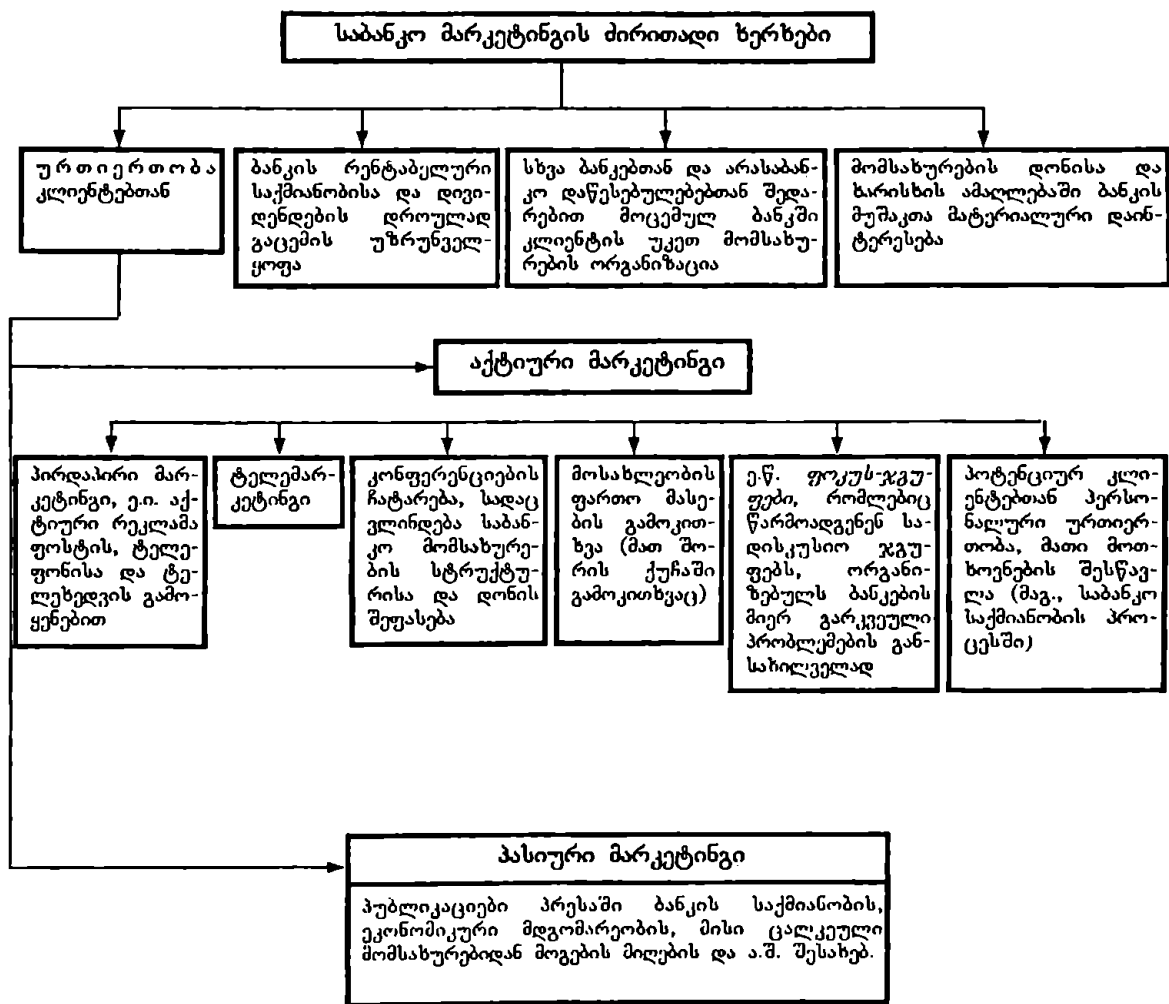 საბანკო მარკეტინგის ძირითადი ხერხები
ურთიერთობა
კლიენტებთან
ბანკის რენტაბელური
საქმიანობისა და დივი-
დენდების დროულად
გაცემის უზრუნველ-
ყოფა
სხვა ბანკებთან და არასაბან-
კო დაწესებულებებთან შედა-
რებით მოცემულ ბანკში
კლიენტის უკეთ მომსახუ-
რების ორგანიზაცია
მომსახურების დონისა და
ხარისხის ამაღლებაში ბანკის
მუშაკთა მატერიალური დაინ-
ტერესება
აქტიური მარკეტინგი
პირდაპირი მარ-
კეტინგი, ე.ი. აქ-
ტიური რეკლამა
ფოსტის, ტელე-
ფონისა და ტე-
ლეხედვის გამო-
ყენებით
ტელემარ-
კეტინგი
კონფერენციების
ჩატარება, სადაც
ვლინდება საბან-
კო მომსახურე-
ბის სტრუქტუ-
რისა და დონის
შეფასება
მოსახლეობის
ფართო მასე-
ბის გამოკით-
ხვა (მათ შო-
რის ქუჩაში
გამოკითხვაც)
ე.წ. ფოკუს-ჯგუ-
ფები, რომლებიც
წარმოადგენენ სა-
დისკუსიო ჯგუ-
ფებს, ორგანი-
ზებულს ბანკების
მიერ გარკვეული
პრობლემების გან-
სახილველად
პოტენციურ კლი-
ენტებთან პერსო-
ნალური ურთიერ-
თობა, მათი მოთ-
ხოვნების შესწავ-
ლა (მაგ., საბანკო
საქმიანობის პრო-
ცესში)
პასიური მარკეტინგი
პუბლიკაციები პრესაში ბანკის საქმიანობის,
ეკონომიკური მდგომარეობის, მისი ცალკეული
მომსახურებიდან მოგების მიღების და ა.შ. შესახებ.